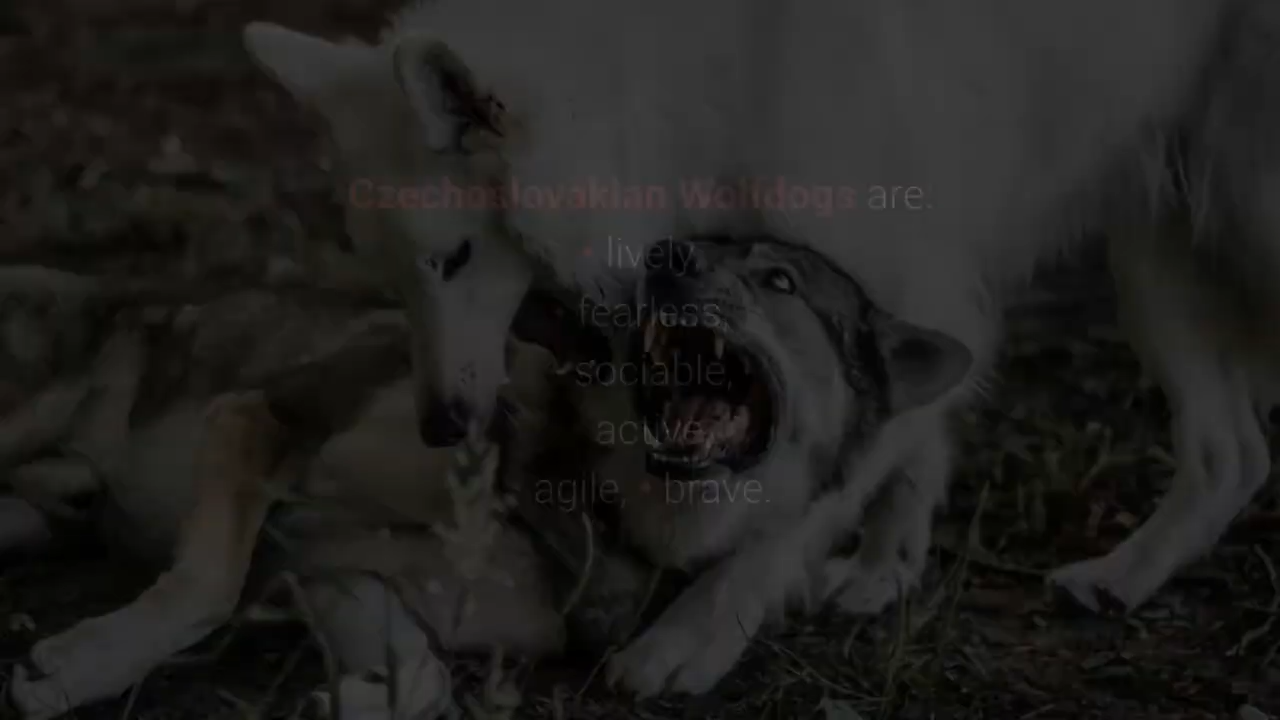 Czechoslovakian Wolfdogs are:
• lively,
fearless,
sociable,
active,
agile, • brave.